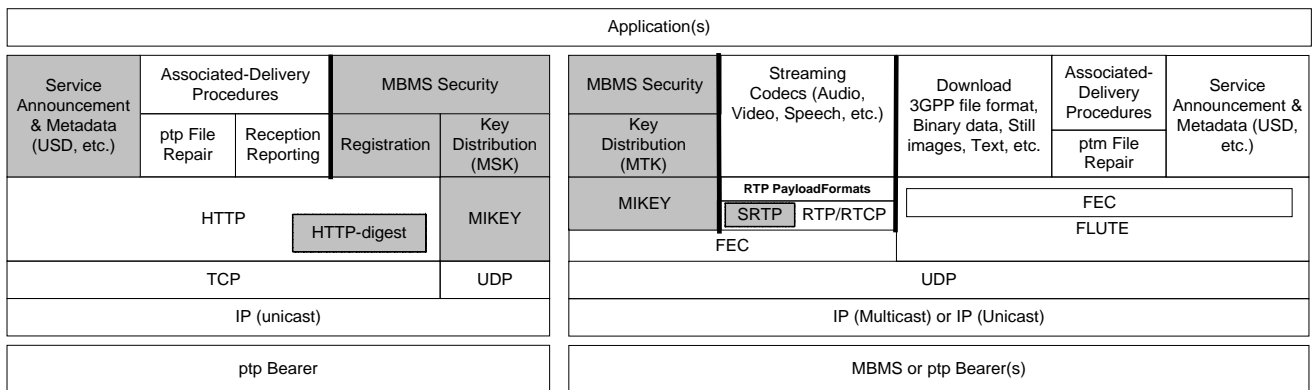 Application(s)
Service
Announcement
& Metadata
(USD, etc.)
Associated-Delivery
Procedures
ptp File
Repair
Reception
Reporting
MBMS Security
Registration
Key
Distribution
(MSK)
HTTP
HTTP-digest
MIKEY
TCP
UDP
IP (unicast)
ptp Bearer
MBMS Security
Key
Distribution
(MTK)
MIKEY
Streaming
Codecs (Audio,
Video, Speech, etc.)
RTP PayloadFormats
SRTP
RTP/RTCP
FEC
Download
3GPP file format,
Binary data, Still
images, Text, etc.
Associated-
Delivery
Procedures
ptm File
Repair
Service
Announcement &
Metadata (USD,
etc.)
FEC
FLUTE
UDP
IP (Multicast) or IP (Unicast)
MBMS or ptp Bearer(s)